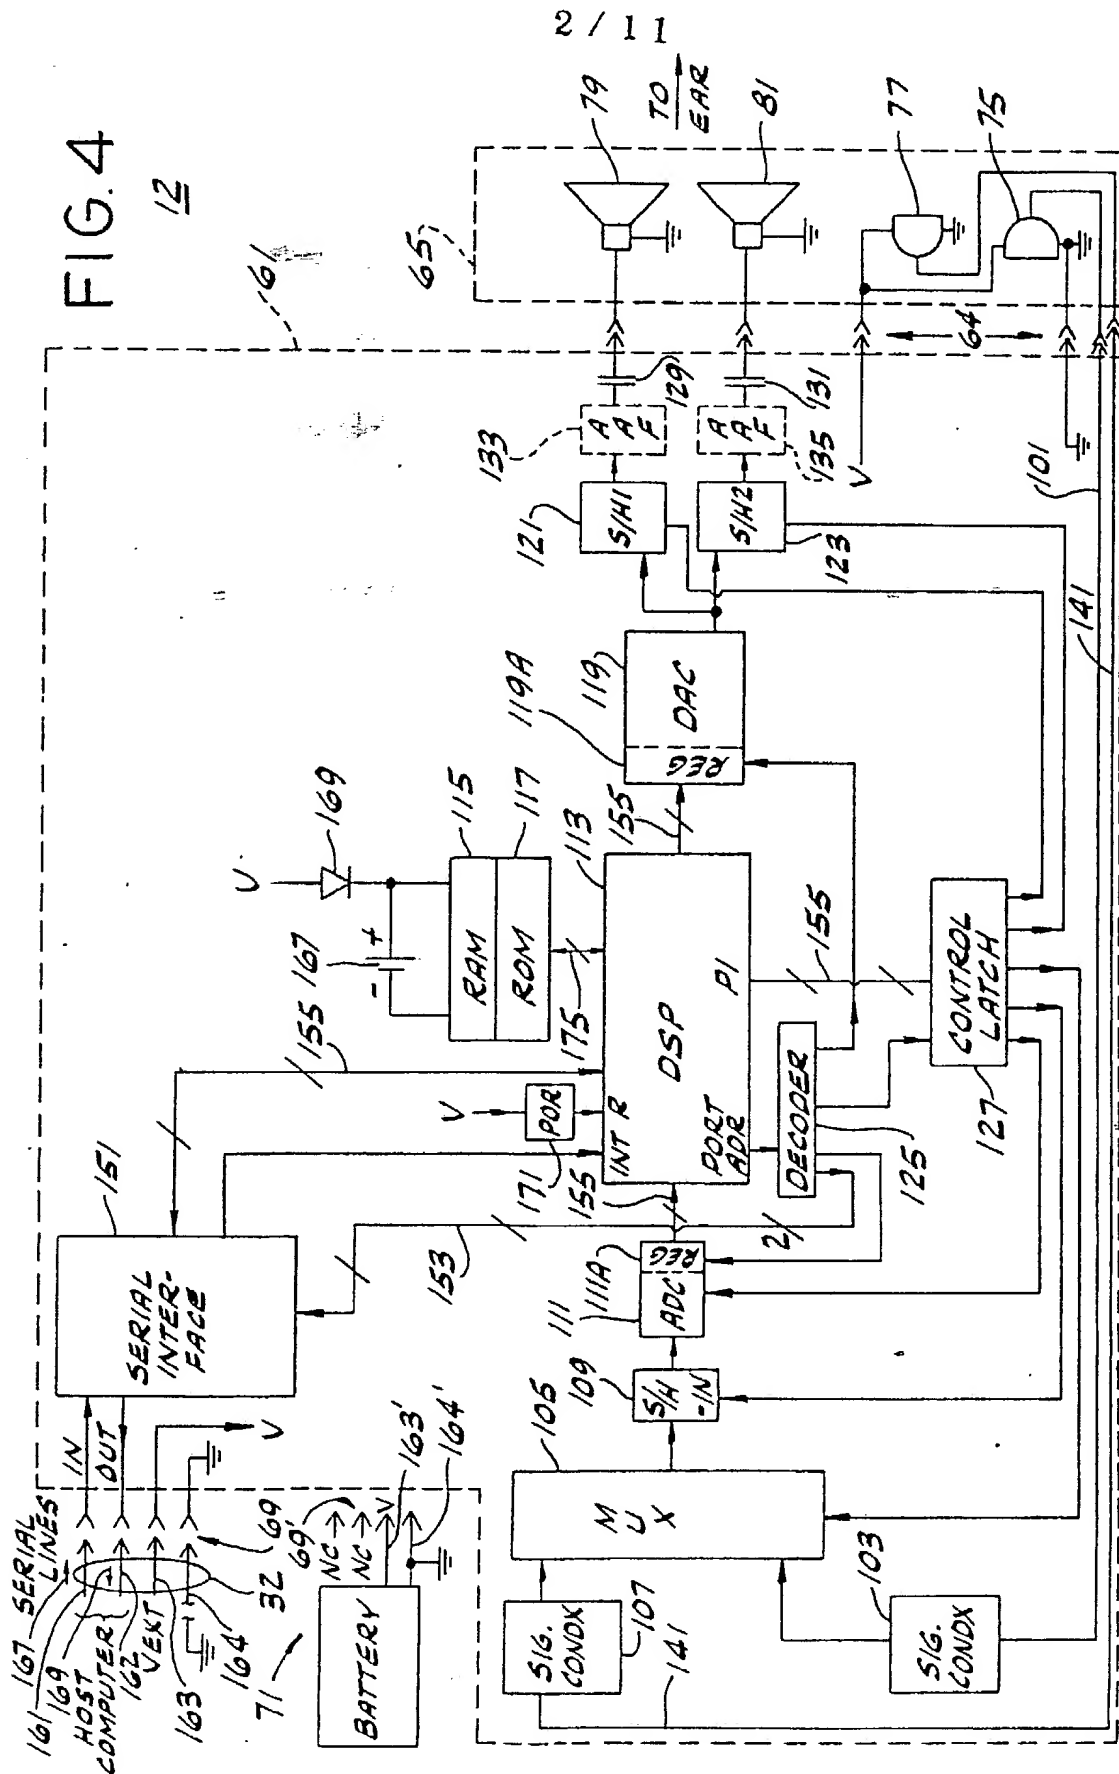 2 / 11
FIG. 4
12
61
65
79
TO
EAR
81
77
75
64
129
131
133
A
A
F
A
A
F
135
V
121
S/H1
S/H2
123
101
141
119
119A
DAC
REG
155
169
V
115
117
113
167
- +
RAM
ROM
175
155
DSP
PI
INT R
PORT
ADR
V
POR
171
155
DECODER
125
155
CONTROL
LATCH
127
151
SERIAL
INTER-
FACE
153
2
111
111A
ADC
REG
109
S/H
-IN
105
M
U
X
IN
OUT
V
167
SERIAL
LINES
161
169
HOST
COMPUTER
162
VEXT
163
164'
32
69
69'
NC
NC
V
163'
164'
71
BATTERY
SIG.
CONDX
107
141
103
SIG.
CONDX